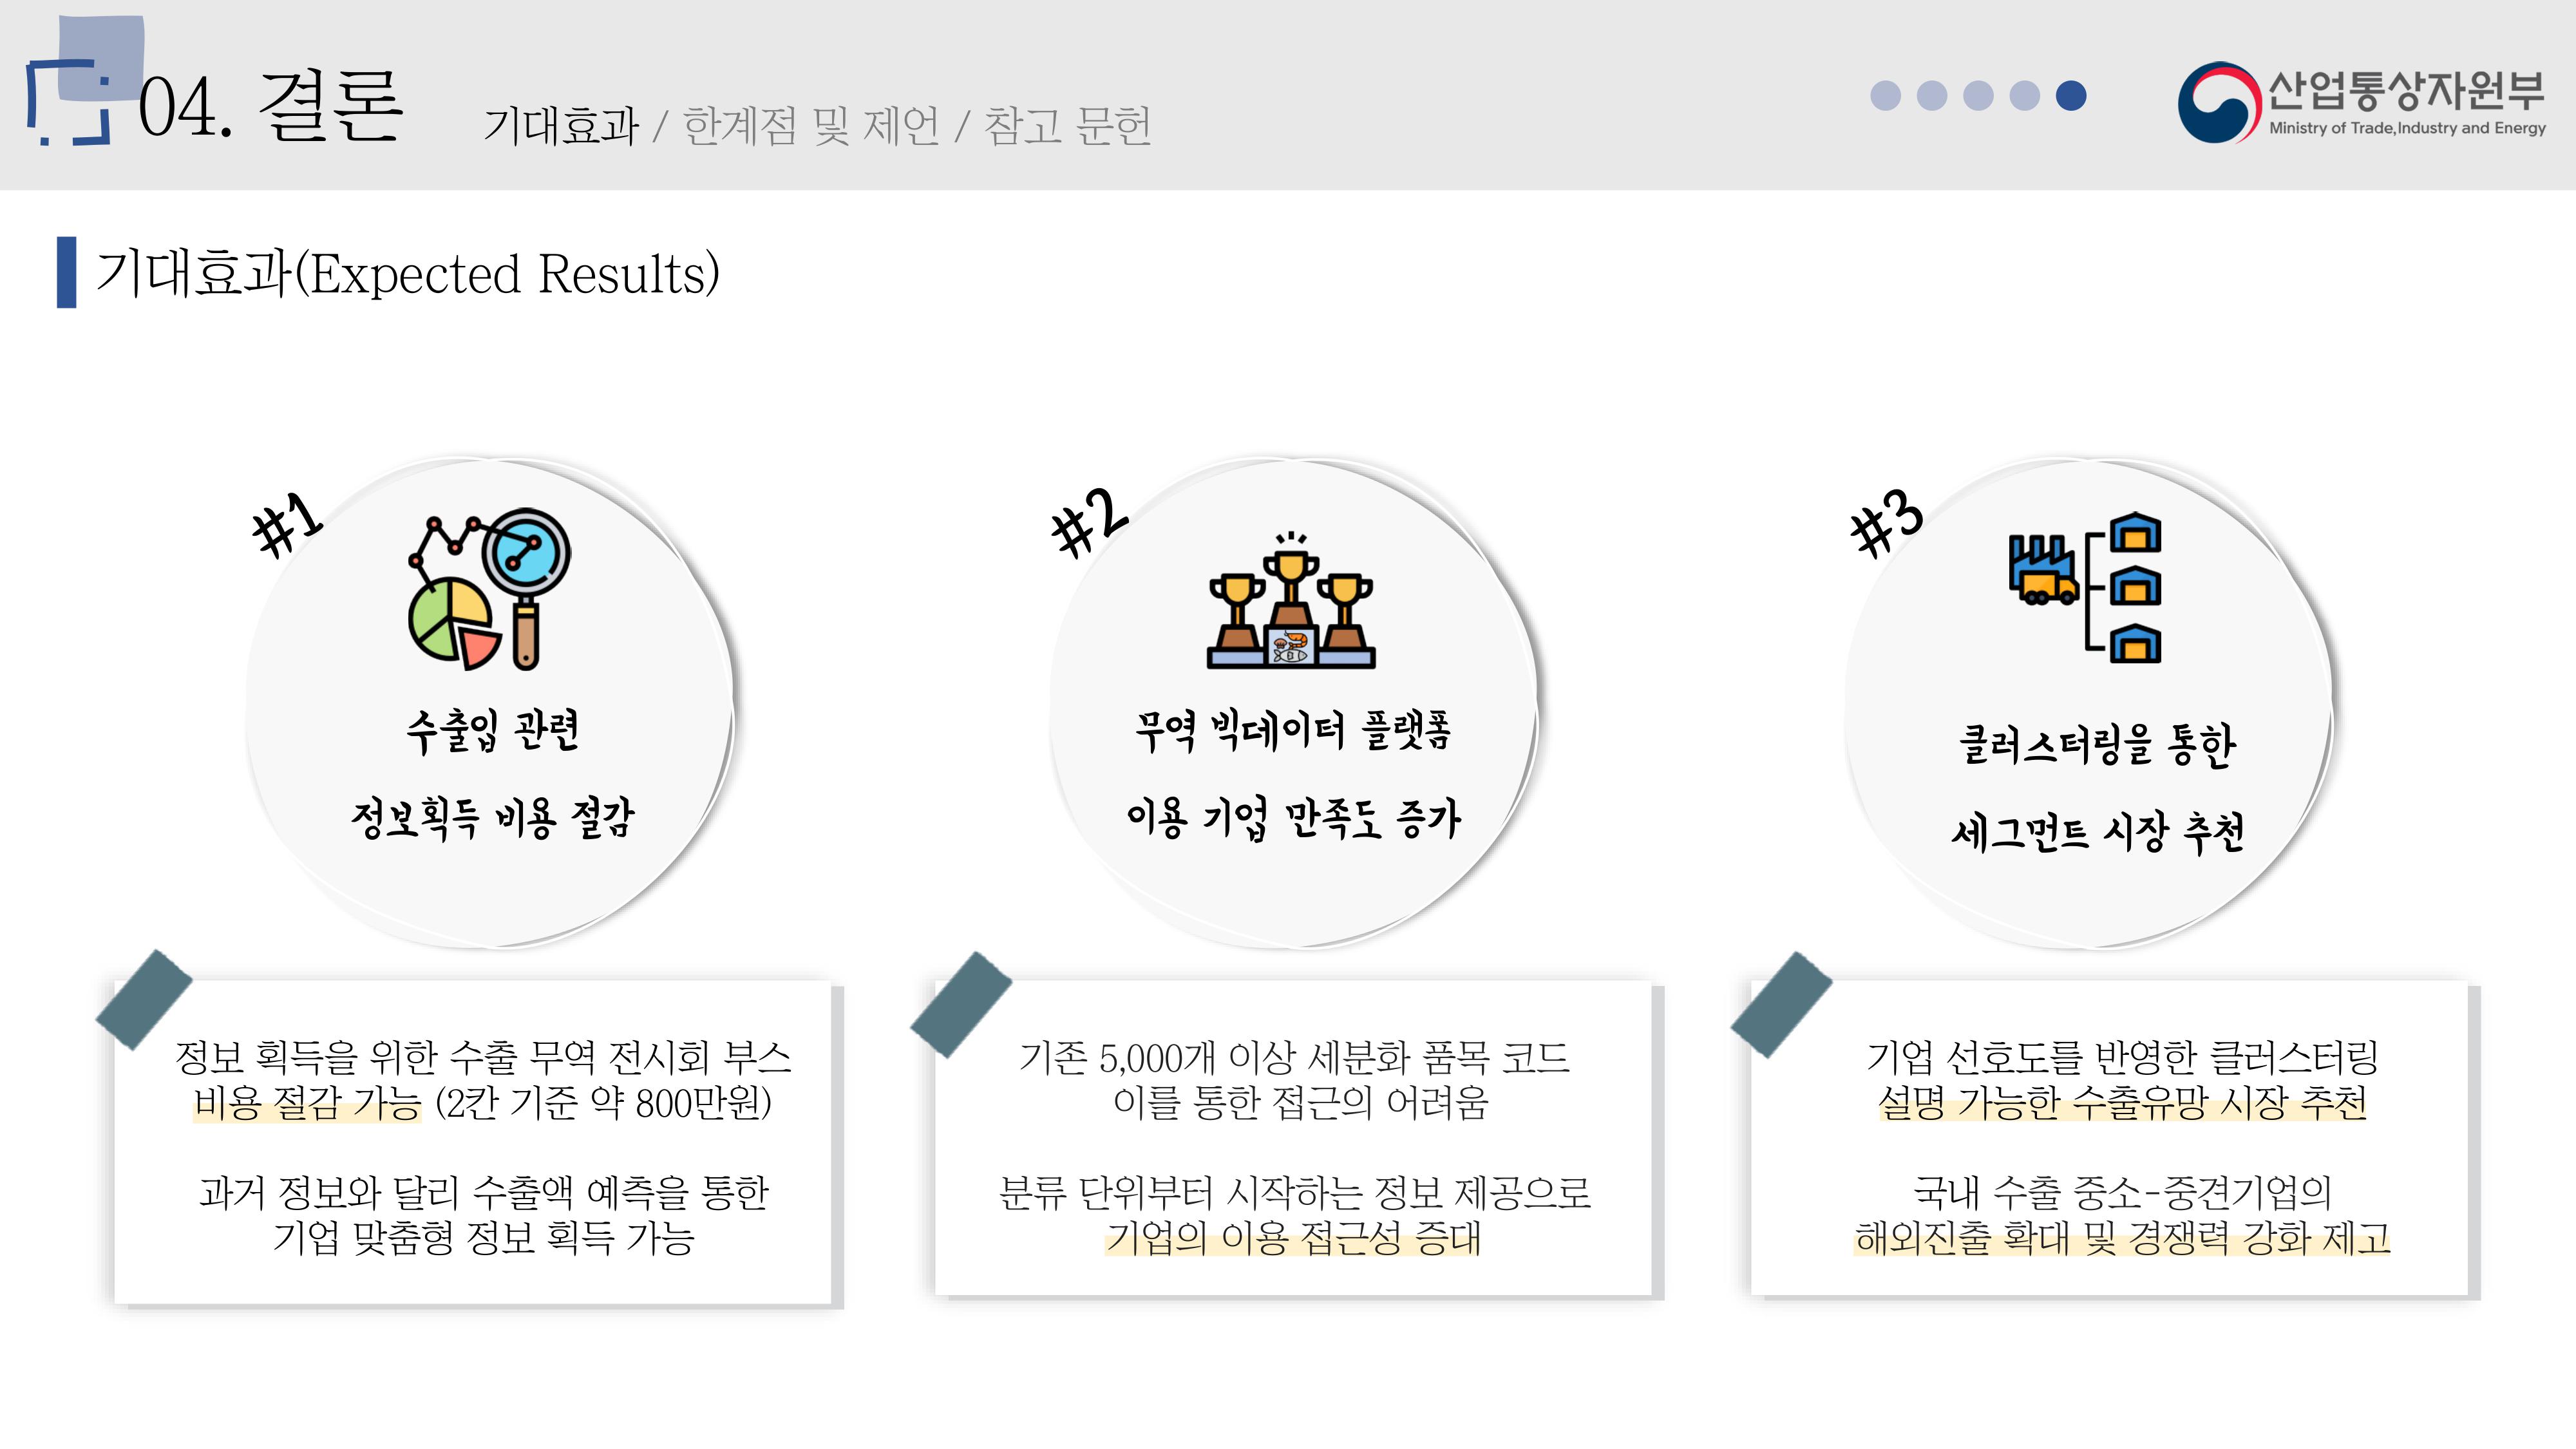 04. 결론
기대효과 / 한계점 및 제언 / 참고 문헌
산업통상자원부
Ministry of Trade,Industry and Energy
기대효과(Expected Results)
#1
수출입 관련
정보획득 비용 절감
정보 획득을 위한 수출 무역 전시회 부스
비용 절감 가능 (2칸 기준 약 800만원)
과거 정보와 달리 수출액 예측을 통한
기업 맞춤형 정보 획득 가능
#2
무역 빅데이터 플랫폼
이용 기업 만족도 증가
기존 5,000개 이상 세분화 품목 코드
이를 통한 접근의 어려움
분류 단위부터 시작하는 정보 제공으로
기업의 이용 접근성 증대
#3
클러스터링을 통한
세그먼트 시장 추천
기업 선호도를 반영한 클러스터링
설명 가능한 수출유망 시장 추천
국내 수출 중소-중견기업의
해외진출 확대 및 경쟁력 강화 제고